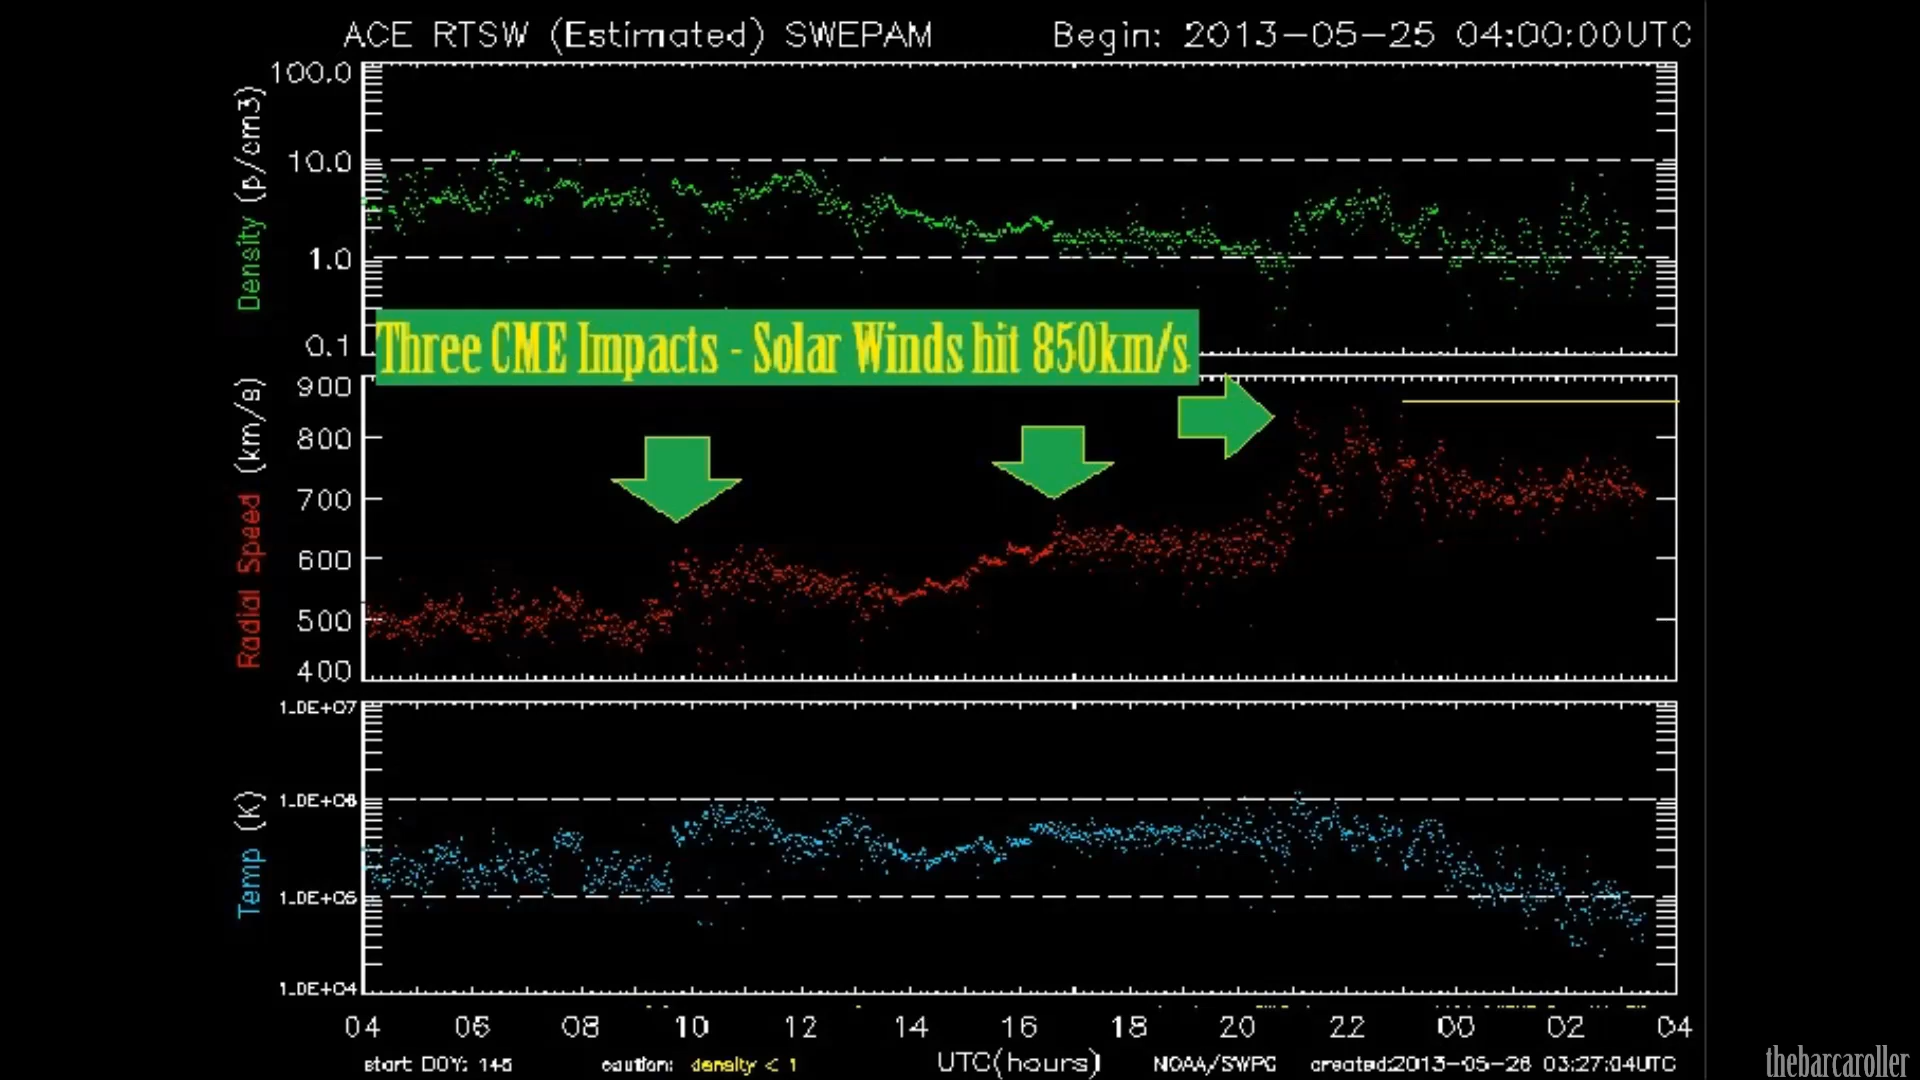 ACE RTSW (Estimated) SWEPAM Begin: 2013-05-25 04:00:00UTC
Density (p/cm3)
100.0
10.0
1.0
0.1
Three CME Impacts - Solar Winds hit 850km/s
Radial Speed (km/s)
900
800
700
600
500
400
Temp (K)
1.0E+07
1.0E+06
1.0E+05
1.0E+04
04 06 08 10 12 14 16 18 20 22 00 02 04
start DOY: 145 caution: density < 1 UTC(hours) NOAA/SWPC created:2013-05-26 03:27:04UTC
thebarcaroller